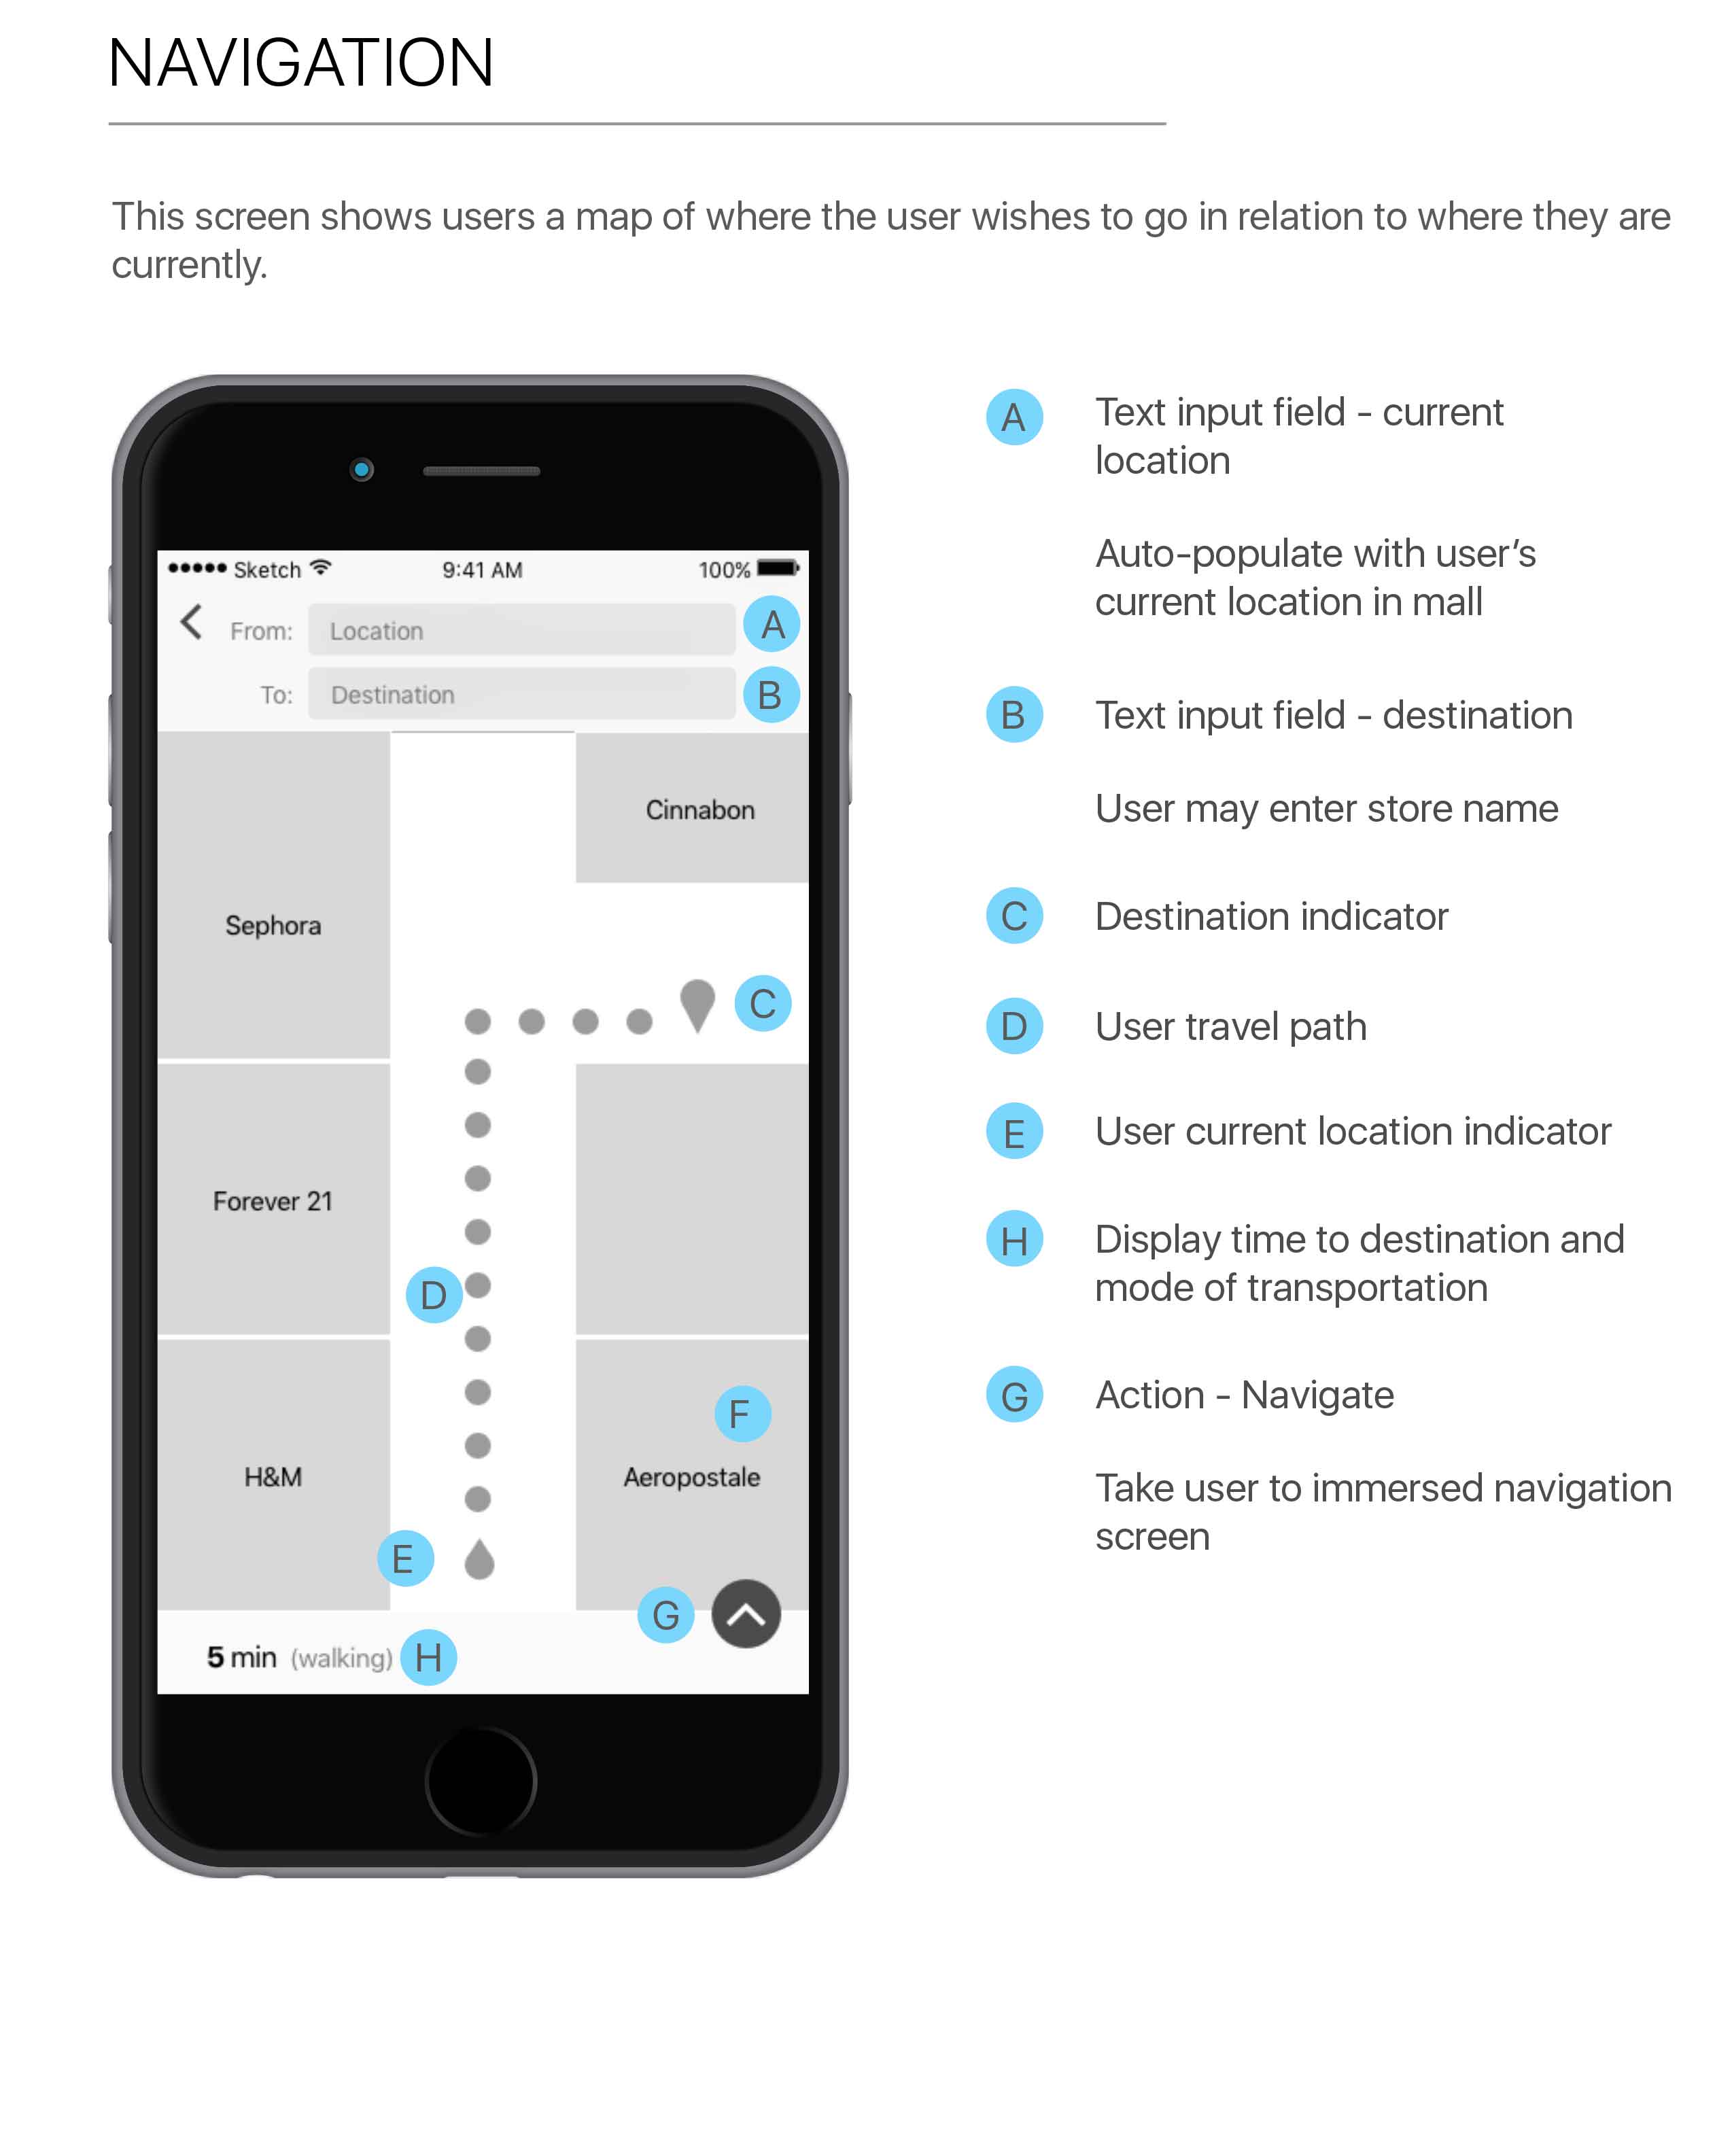 NAVIGATION
This screen shows users a map of where the user wishes to go in relation to where they are
currently.
Sketch 9:41 AM 100%
From: Location A
To: Destination B
Cinnabon
Sephora
C
Forever 21
D
F
H&M Aeropostale
E
G
5 min (walking) H
A Text input field - current
location
Auto-populate with user’s
current location in mall
B Text input field - destination
User may enter store name
C Destination indicator
D User travel path
E User current location indicator
H Display time to destination and
mode of transportation
G Action - Navigate
Take user to immersed navigation
screen